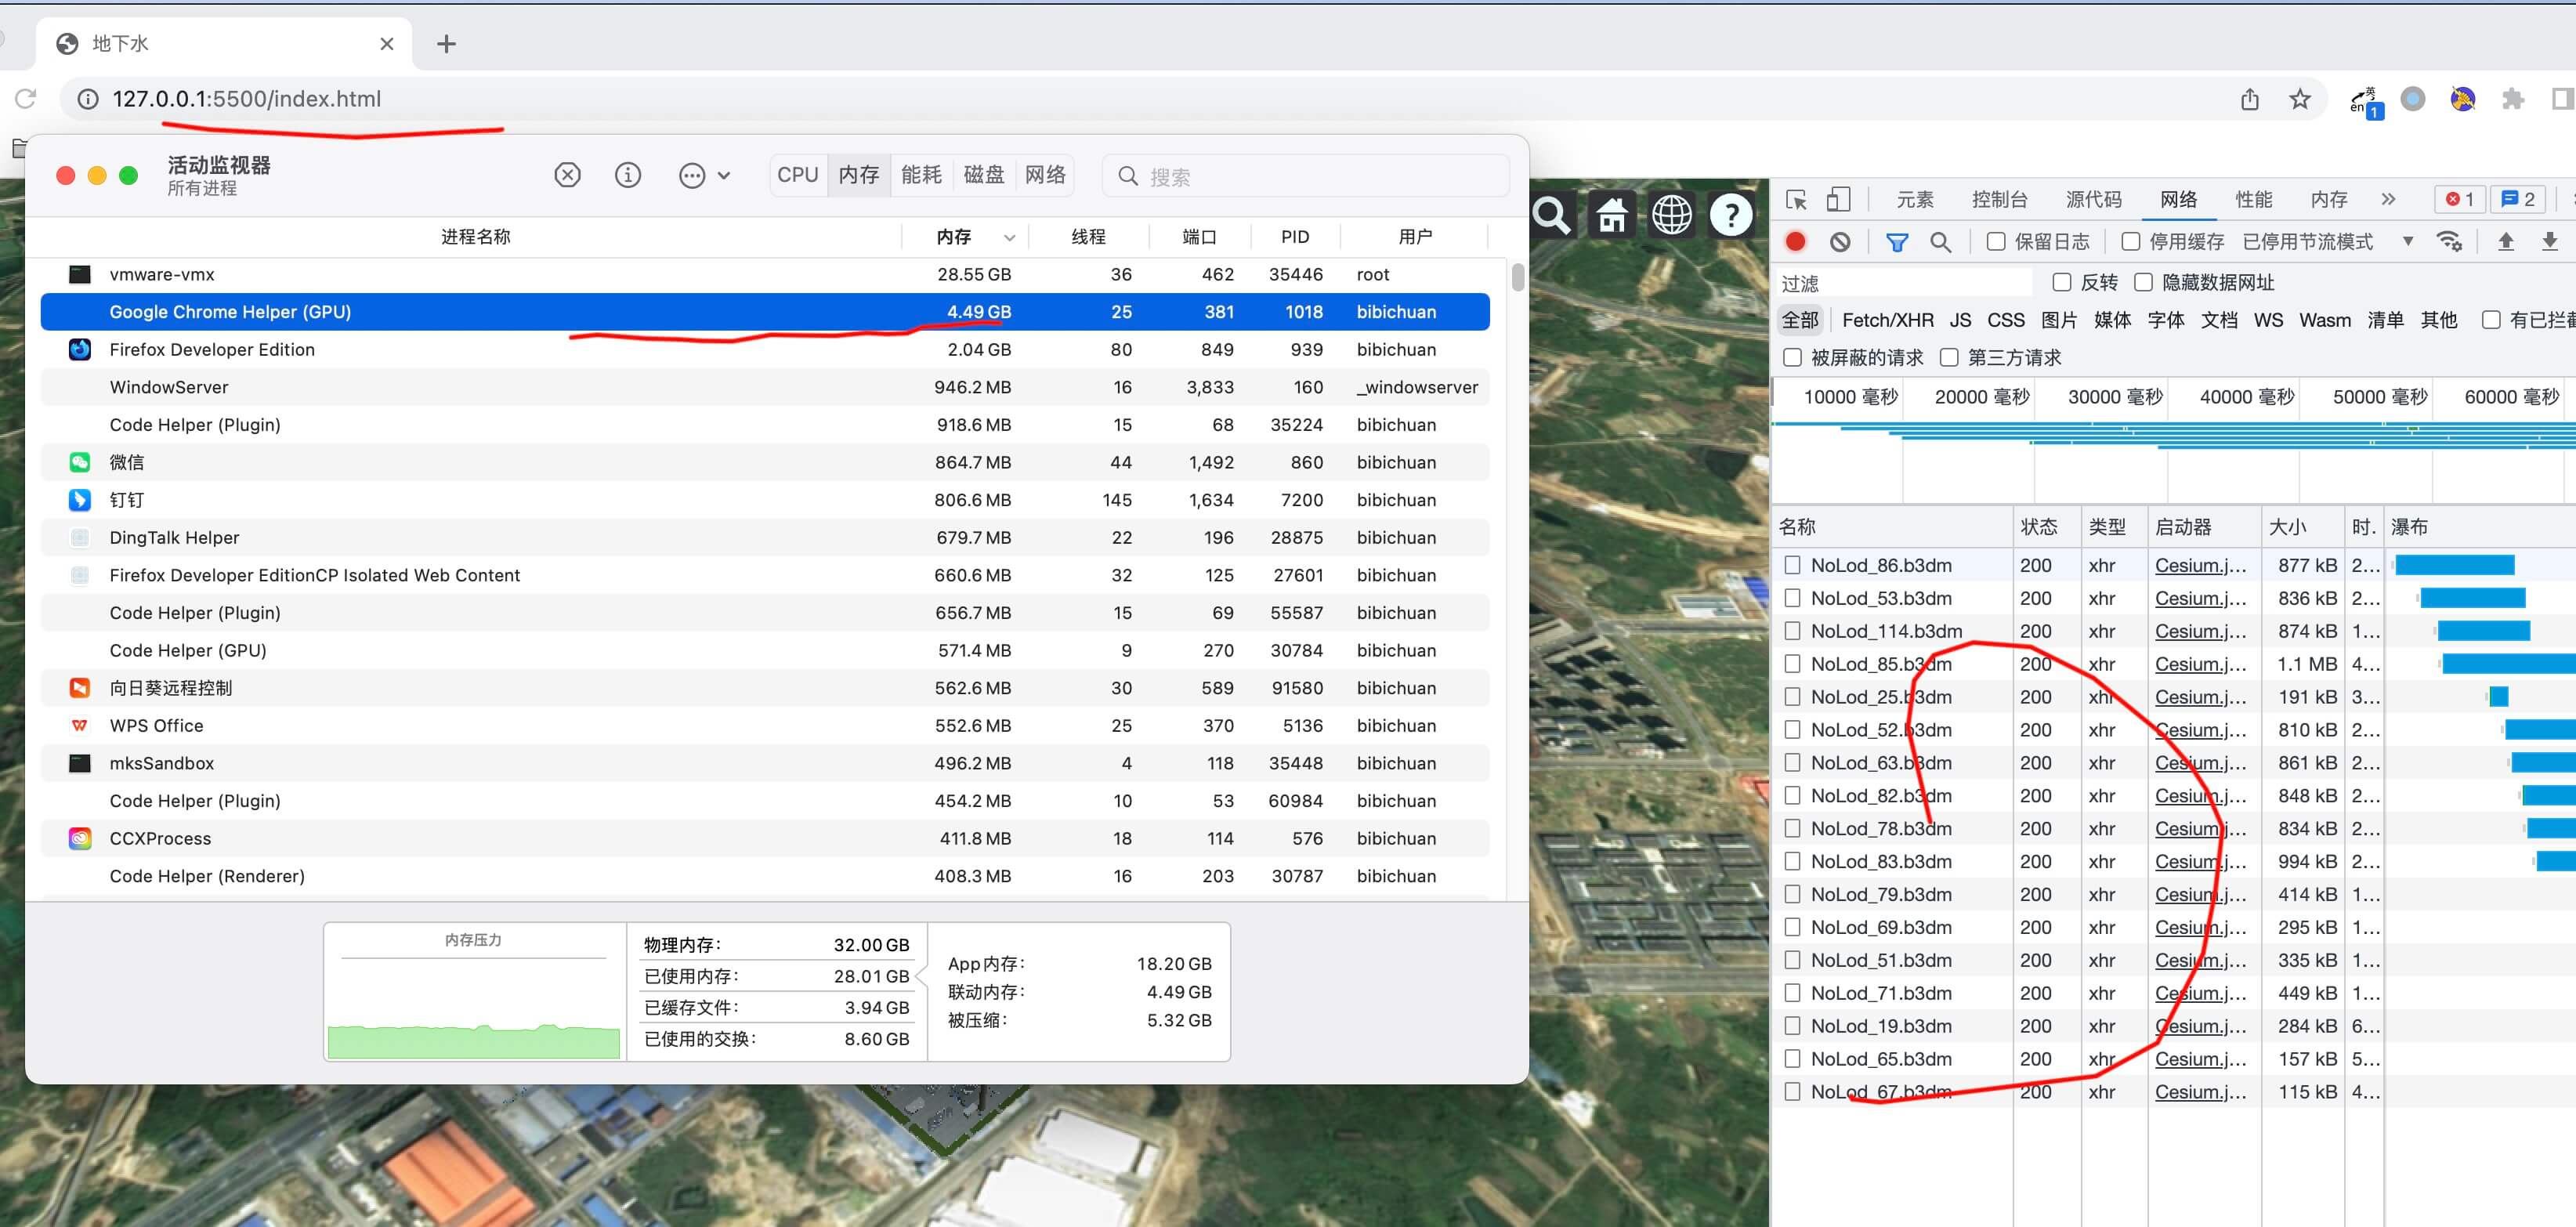 地下水
127.0.0.1:5500/index.html
英
en
1
活动监视器
所有进程
CPU 内存 能耗 磁盘 网络
搜索
进程名称 内存 线程 端口 PID 用户
vmware-vmx 28.55 GB 36 462 35446 root
Google Chrome Helper (GPU) 4.49 GB 25 381 1018 bibichuan
Firefox Developer Edition 2.04 GB 80 849 939 bibichuan
WindowServer 946.2 MB 16 3,833 160 _windowserver
Code Helper (Plugin) 918.6 MB 15 68 35224 bibichuan
微信 864.7 MB 44 1,492 860 bibichuan
钉钉 806.6 MB 145 1,634 7200 bibichuan
DingTalk Helper 679.7 MB 22 196 28875 bibichuan
Firefox Developer EditionCP Isolated Web Content 660.6 MB 32 125 27601 bibichuan
Code Helper (Plugin) 656.7 MB 15 69 55587 bibichuan
Code Helper (GPU) 571.4 MB 9 270 30784 bibichuan
向日葵远程控制 562.6 MB 30 589 91580 bibichuan
WPS Office 552.6 MB 25 370 5136 bibichuan
mksSandbox 496.2 MB 4 118 35448 bibichuan
Code Helper (Plugin) 454.2 MB 10 53 60984 bibichuan
CCXProcess 411.8 MB 18 114 576 bibichuan
Code Helper (Renderer) 408.3 MB 16 203 30787 bibichuan
内存压力
物理内存： 32.00 GB
已使用内存： 28.01 GB
已缓存文件： 3.94 GB
已使用的交换： 8.60 GB
App内存： 18.20 GB
联动内存： 4.49 GB
被压缩： 5.32 GB
元素 控制台 源代码 网络 性能 内存 » 1 2
保留日志 停用缓存 已停用节流模式
过滤 反转 隐藏数据网址
全部 Fetch/XHR JS CSS 图片 媒体 字体 文档 WS Wasm 清单 其他 有已拦截
被屏蔽的请求 第三方请求
10000 毫秒 20000 毫秒 30000 毫秒 40000 毫秒 50000 毫秒 60000 毫秒
名称 状态 类型 启动器 大小 时. 瀑布
NoLod_86.b3dm 200 xhr Cesium.j... 877 kB 2...
NoLod_53.b3dm 200 xhr Cesium.j... 836 kB 2...
NoLod_114.b3dm 200 xhr Cesium.j... 874 kB 1...
NoLod_85.b3dm 200 xhr Cesium.j... 1.1 MB 4...
NoLod_25.b3dm 200 xhr Cesium.j... 191 kB 3...
NoLod_52.b3dm 200 xhr Cesium.j... 810 kB 2...
NoLod_63.b3dm 200 xhr Cesium.j... 861 kB 2...
NoLod_82.b3dm 200 xhr Cesium.j... 848 kB 2...
NoLod_78.b3dm 200 xhr Cesium.j... 834 kB 2...
NoLod_83.b3dm 200 xhr Cesium.j... 994 kB 2...
NoLod_79.b3dm 200 xhr Cesium.j... 414 kB 1...
NoLod_69.b3dm 200 xhr Cesium.j... 295 kB 1...
NoLod_51.b3dm 200 xhr Cesium.j... 335 kB 1...
NoLod_71.b3dm 200 xhr Cesium.j... 449 kB 1...
NoLod_19.b3dm 200 xhr Cesium.j... 284 kB 6...
NoLod_65.b3dm 200 xhr Cesium.j... 157 kB 5...
NoLod_67.b3dm 200 xhr Cesium.j... 115 kB 4...